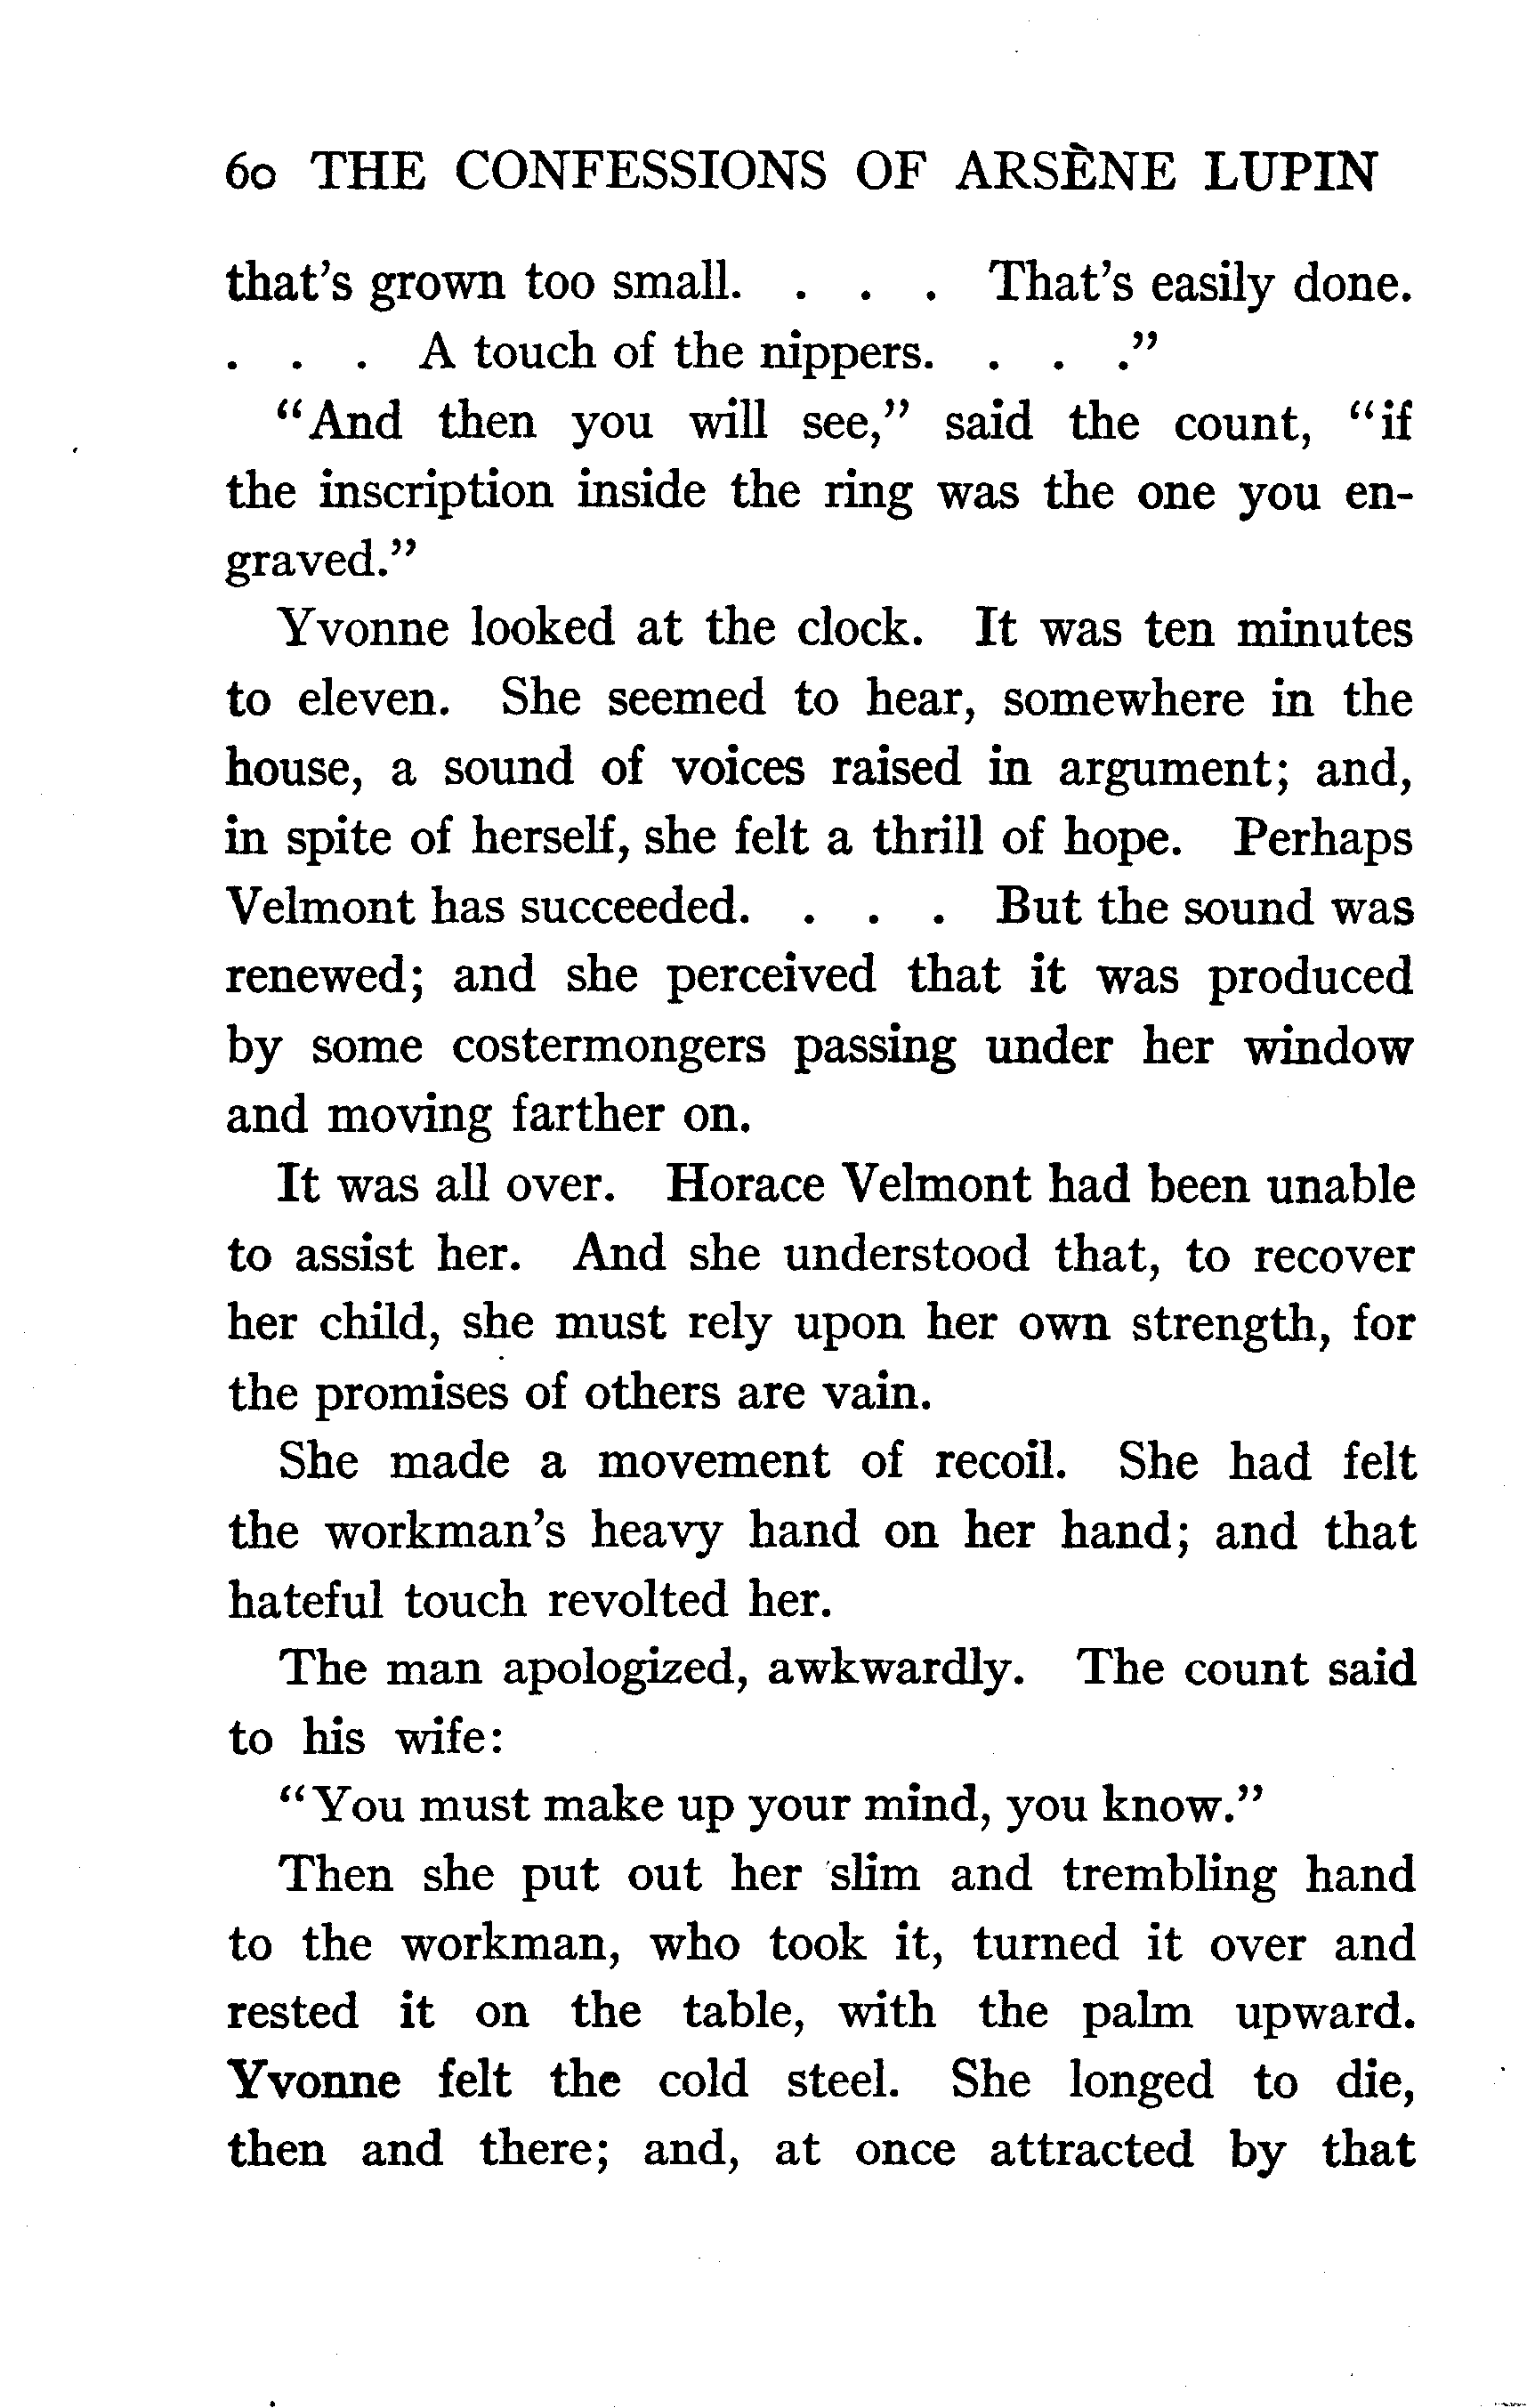 60 THE CONFESSIONS OF ARSÈNE LUPIN
that's grown too small. . . . That's easily done.
. . . A touch of the nippers. . . ."
"And then you will see," said the count, "if
the inscription inside the ring was the one you en-
graved."
Yvonne looked at the clock. It was ten minutes
to eleven. She seemed to hear, somewhere in the
house, a sound of voices raised in argument; and,
in spite of herself, she felt a thrill of hope. Perhaps
Velmont has succeeded. . . . But the sound was
renewed; and she perceived that it was produced
by some costermongers passing under her window
and moving farther on.
It was all over. Horace Velmont had been unable
to assist her. And she understood that, to recover
her child, she must rely upon her own strength, for
the promises of others are vain.
She made a movement of recoil. She had felt
the workman's heavy hand on her hand; and that
hateful touch revolted her.
The man apologized, awkwardly. The count said
to his wife:
"You must make up your mind, you know."
Then she put out her slim and trembling hand
to the workman, who took it, turned it over and
rested it on the table, with the palm upward.
Yvonne felt the cold steel. She longed to die,
then and there; and, at once attracted by that